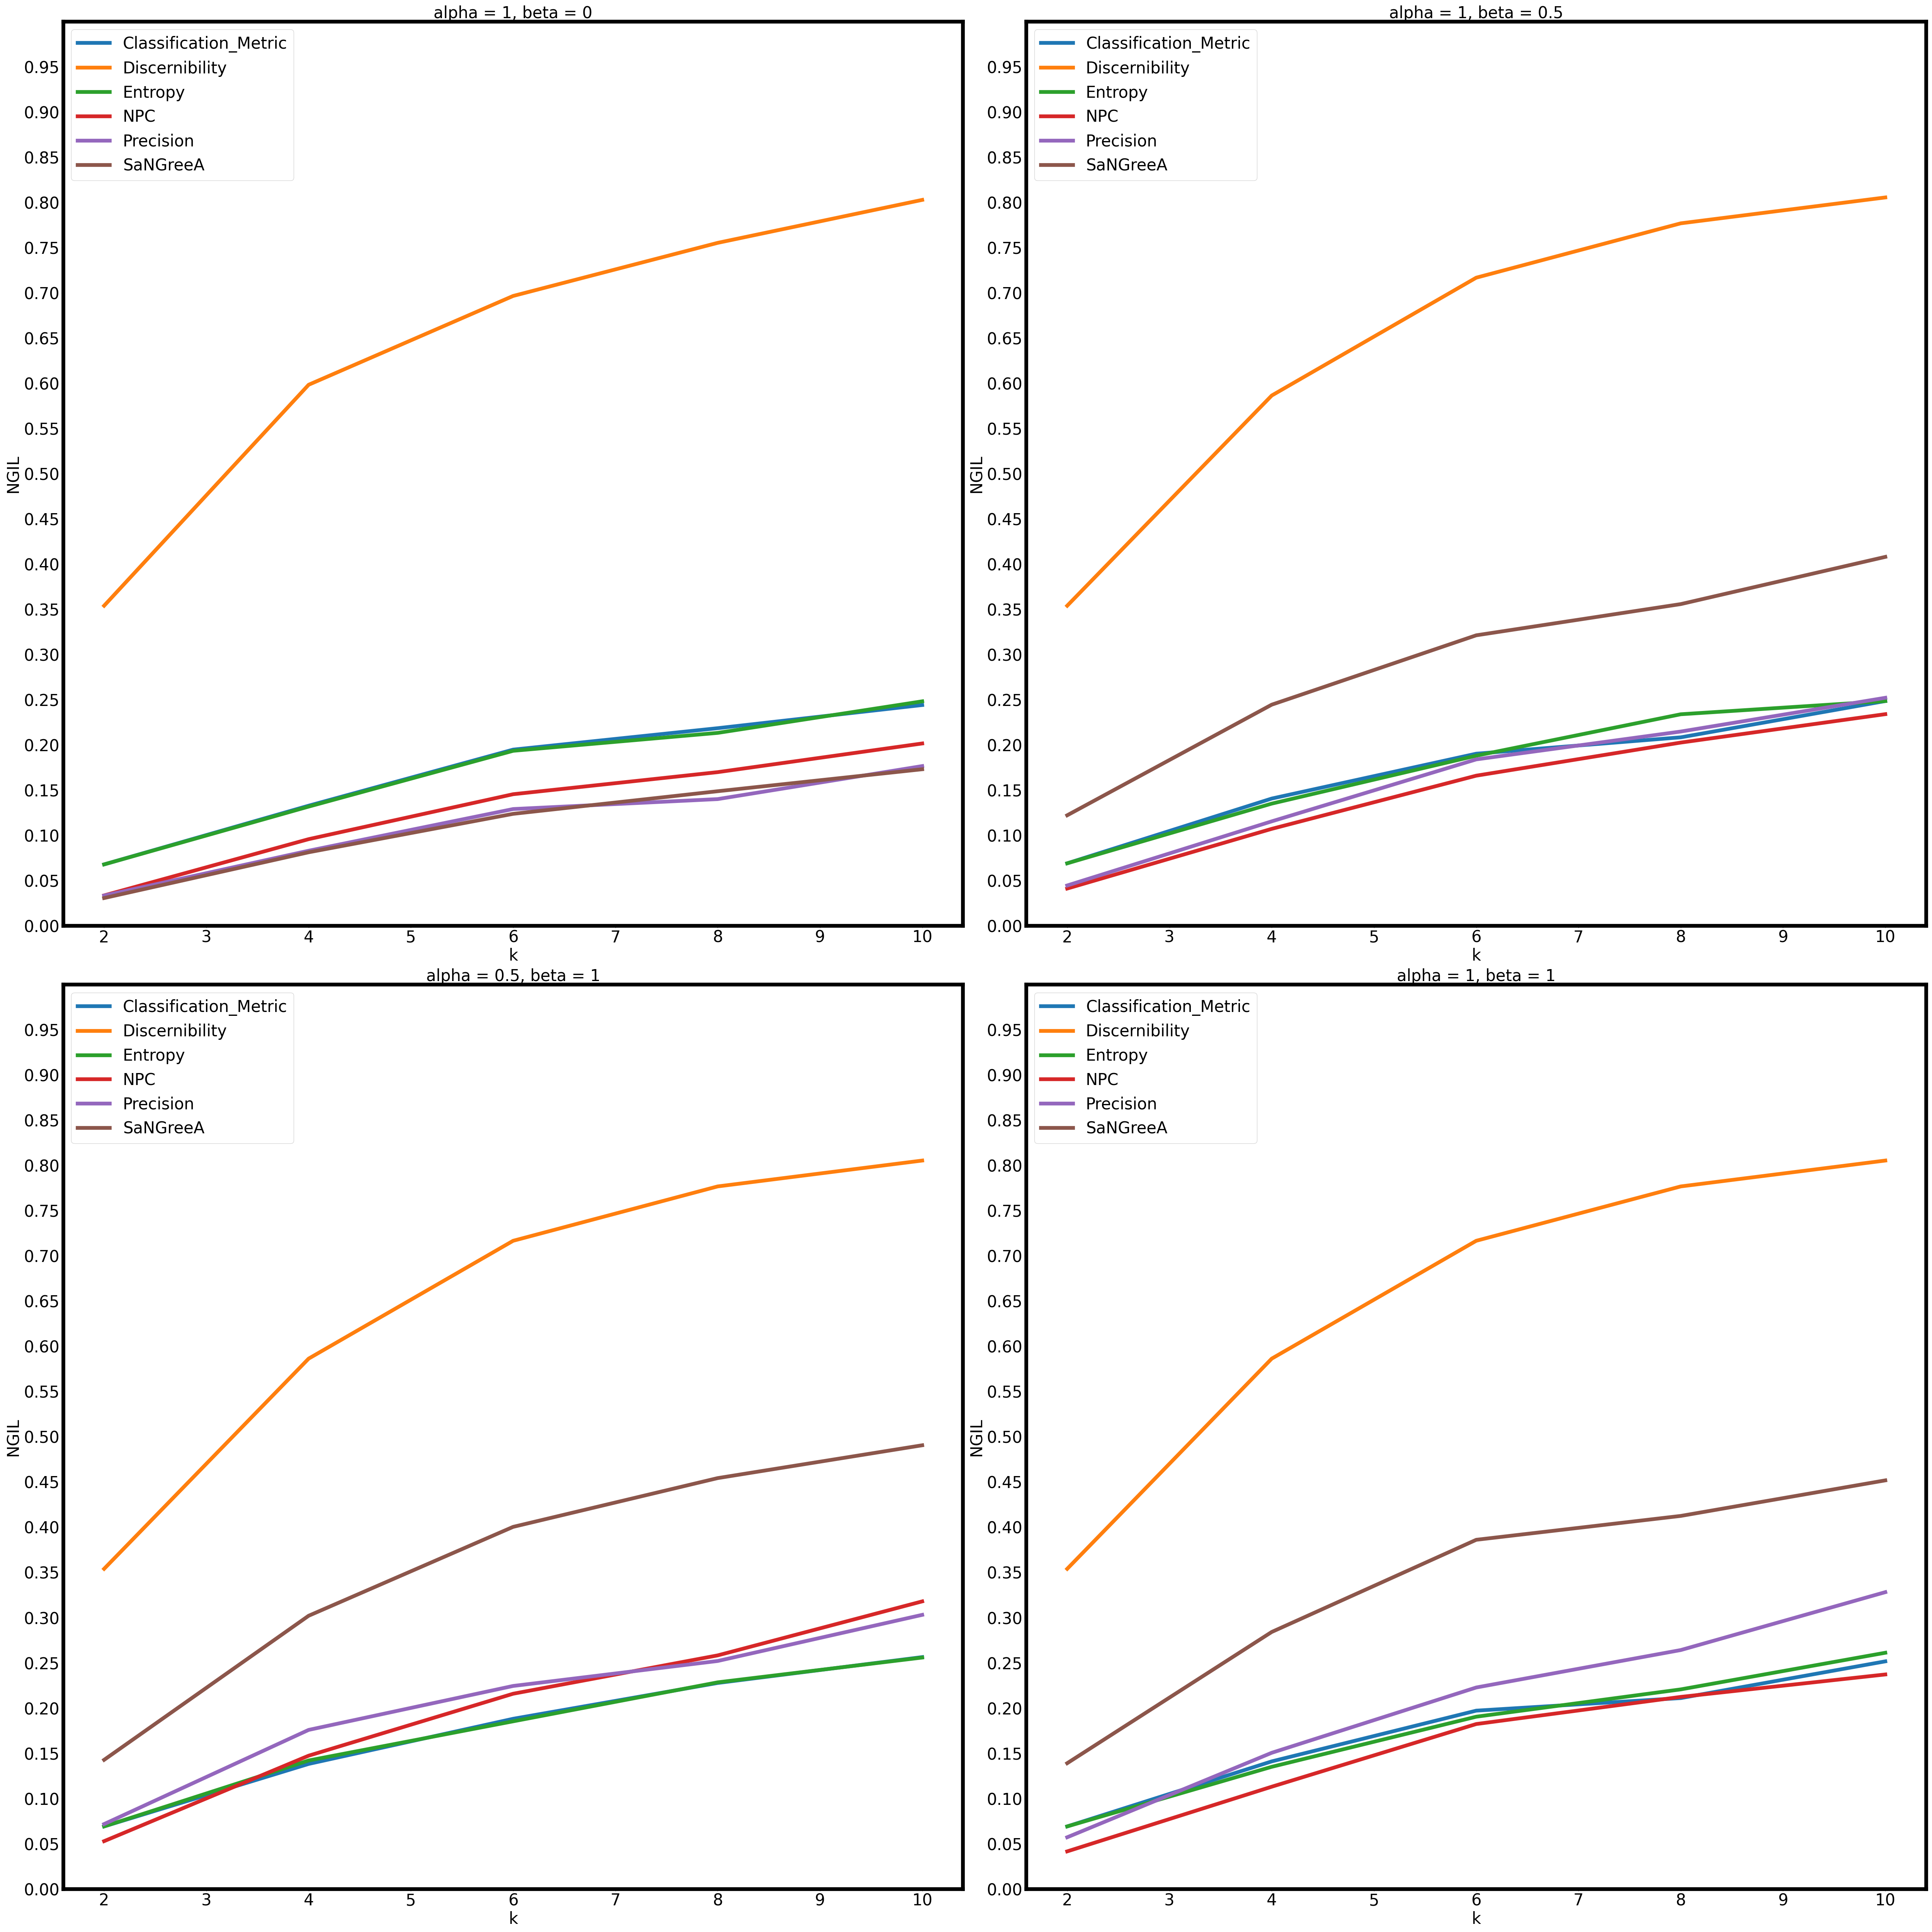 alpha = 1, beta = 0
Classification_Metric
Discernibility
Entropy
NPC
Precision
SaNGreeA
0.95
0.90
0.85
0.80
0.75
0.70
0.65
0.60
0.55
0.50
0.45
0.40
0.35
0.30
0.25
0.20
0.15
0.10
0.05
0.00
NGIL
2 3 4 5 6 7 8 9 10
k
alpha = 1, beta = 0.5
Classification_Metric
Discernibility
Entropy
NPC
Precision
SaNGreeA
0.95
0.90
0.85
0.80
0.75
0.70
0.65
0.60
0.55
0.50
0.45
0.40
0.35
0.30
0.25
0.20
0.15
0.10
0.05
0.00
NGIL
2 3 4 5 6 7 8 9 10
k
alpha = 0.5, beta = 1
Classification_Metric
Discernibility
Entropy
NPC
Precision
SaNGreeA
0.95
0.90
0.85
0.80
0.75
0.70
0.65
0.60
0.55
0.50
0.45
0.40
0.35
0.30
0.25
0.20
0.15
0.10
0.05
0.00
NGIL
2 3 4 5 6 7 8 9 10
k
alpha = 1, beta = 1
Classification_Metric
Discernibility
Entropy
NPC
Precision
SaNGreeA
0.95
0.90
0.85
0.80
0.75
0.70
0.65
0.60
0.55
0.50
0.45
0.40
0.35
0.30
0.25
0.20
0.15
0.10
0.05
0.00
NGIL
2 3 4 5 6 7 8 9 10
k